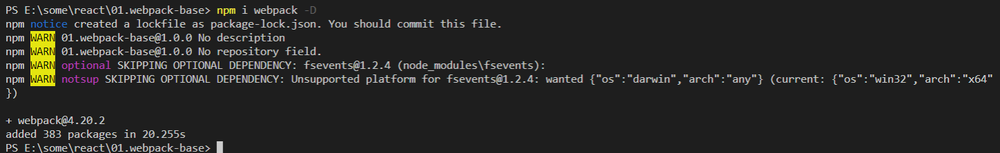 PS E:\some\react\01.webpack-base> npm i webpack -D
npm notice created a lockfile as package-lock.json. You should commit this file.
npm WARN 01.webpack-base@1.0.0 No description
npm WARN 01.webpack-base@1.0.0 No repository field.
npm WARN optional SKIPPING OPTIONAL DEPENDENCY: fsevents@1.2.4 (node_modules\fsevents):
npm WARN notsup SKIPPING OPTIONAL DEPENDENCY: Unsupported platform for fsevents@1.2.4: wanted {"os":"darwin","arch":"any"} (current: {"os":"win32","arch":"x64"
})
+ webpack@4.20.2
added 383 packages in 20.255s
PS E:\some\react\01.webpack-base>